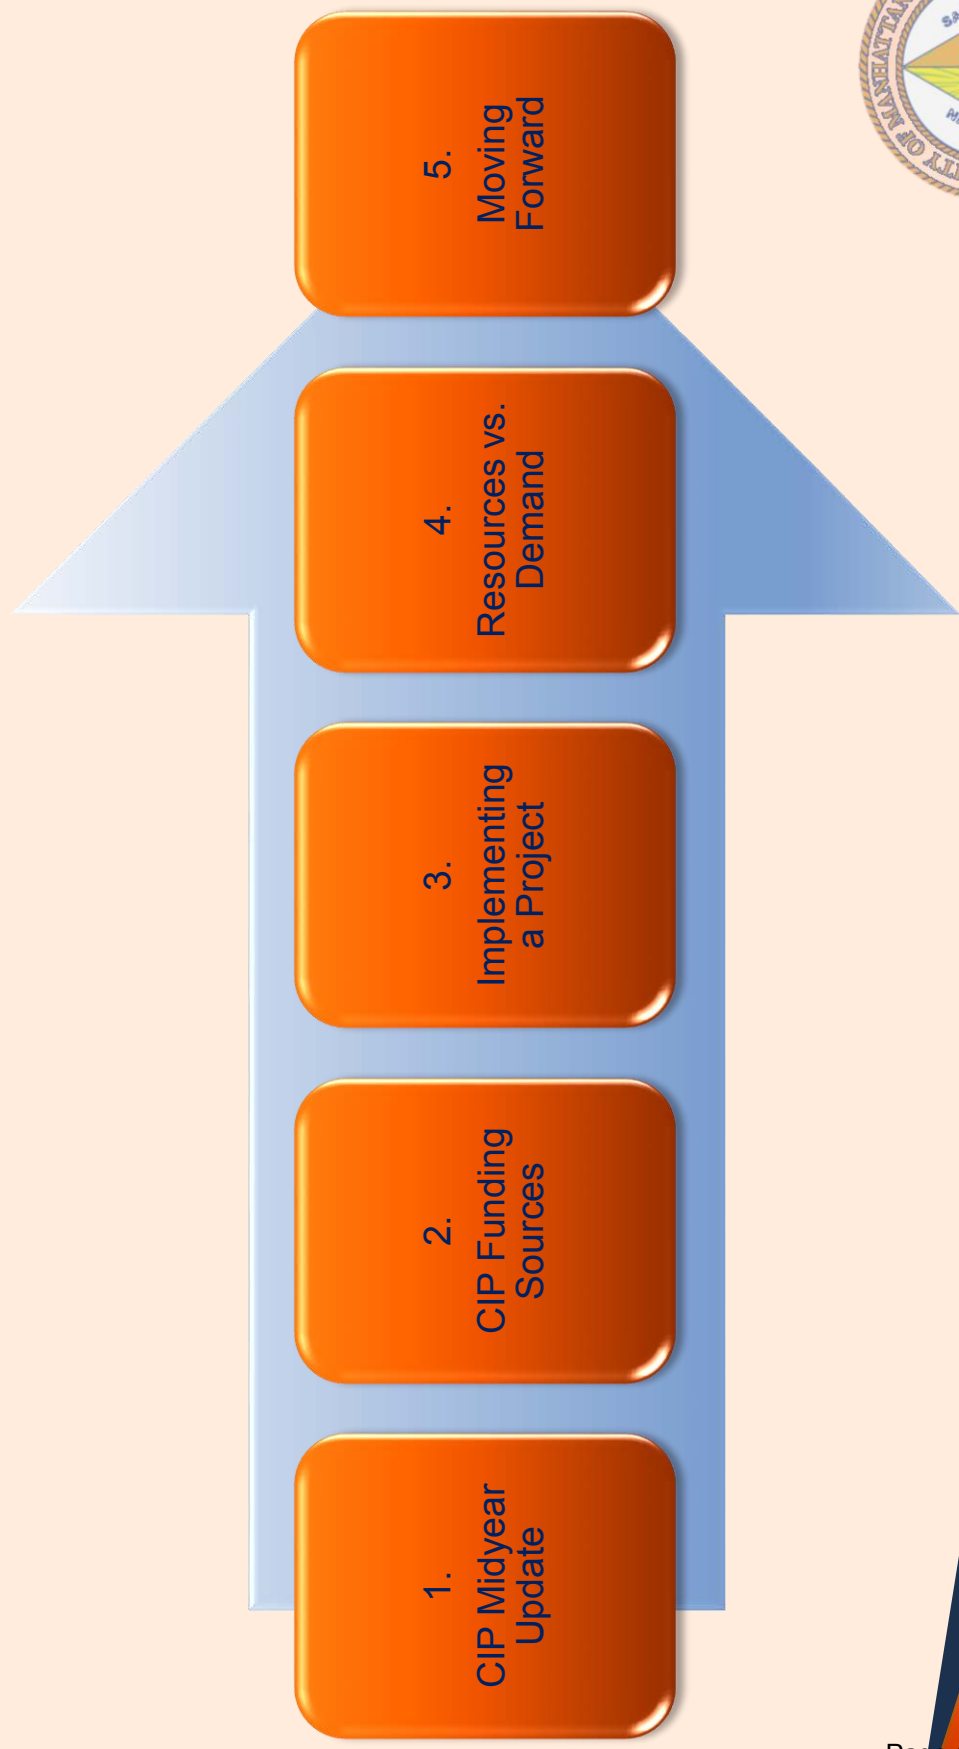 1.
CIP Midyear
Update
2.
CIP Funding
Sources
3.
Implementing
a Project
4.
Resources vs.
Demand
5.
Moving
Forward